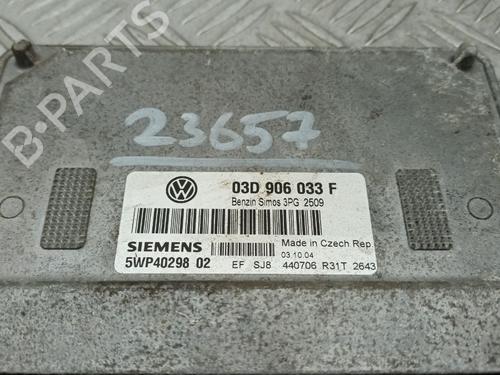 B-PARTS
23657
03D 906 033 F
Benzin Simos 3PG 2509
SIEMENS
Made in Czech Rep.
03.10.04
5WP40298 02
EF SJ8 440706 R31T 2643